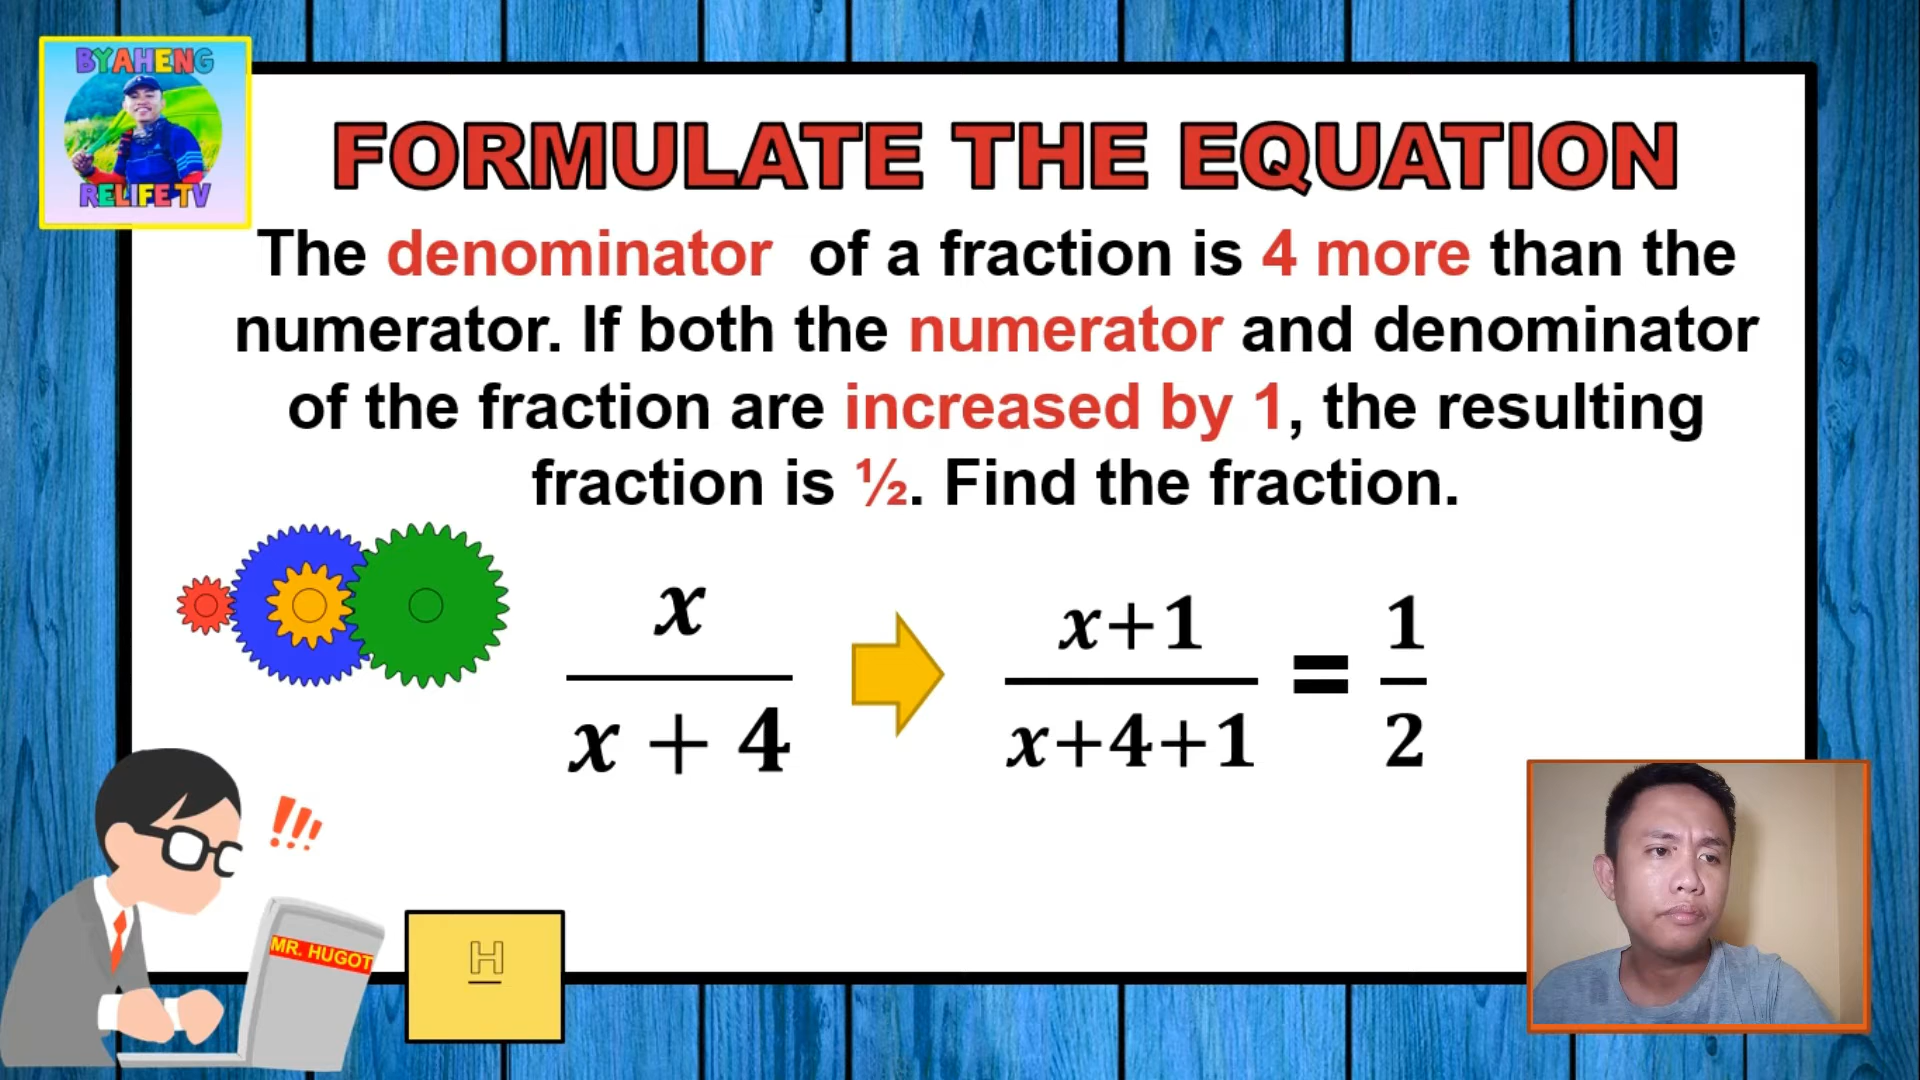 BYAHENG
RELIFE TV
FORMULATE THE EQUATION
The denominator of a fraction is 4 more than the
numerator. If both the numerator and denominator
of the fraction are increased by 1, the resulting
fraction is ½. Find the fraction.
x
x + 4
x+1
x+4+1
=
1
2
!!!
MR. HUGOT
H